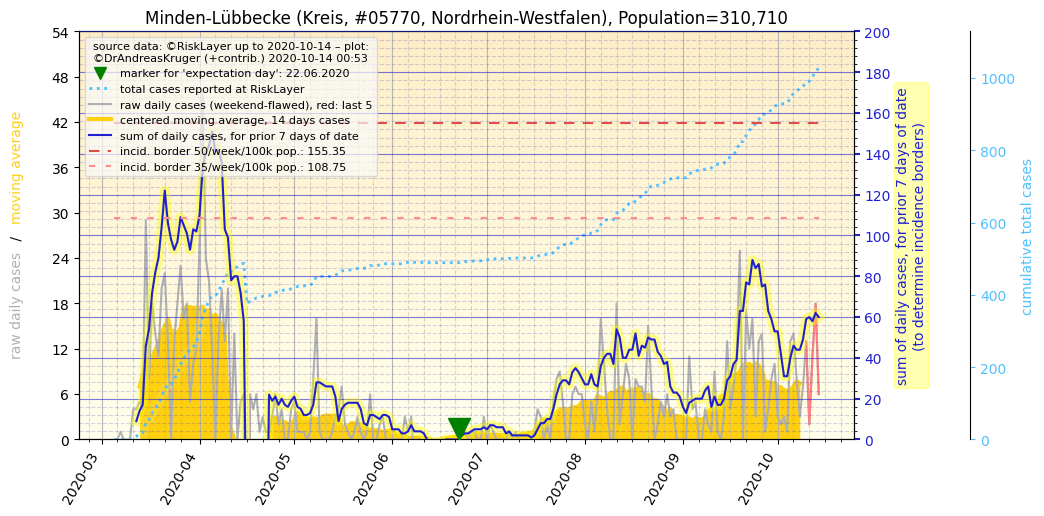 Minden-Lübbecke (Kreis, #05770, Nordrhein-Westfalen), Population=310,710
source data: ©RiskLayer up to 2020-10-14 – plot:
©DrAndreasKruger (+contrib.) 2020-10-14 00:53
marker for 'expectation day': 22.06.2020
total cases reported at RiskLayer
raw daily cases (weekend-flawed), red: last 5
centered moving average, 14 days cases
sum of daily cases, for prior 7 days of date
incid. border 50/week/100k pop.: 155.35
incid. border 35/week/100k pop.: 108.75
raw daily cases / moving average
54
48
42
36
30
24
18
12
6
0
2020-03
2020-04
2020-05
2020-06
2020-07
2020-08
2020-09
2020-10
200
180
160
140
120
100
80
60
40
20
0
sum of daily cases, for prior 7 days of date
(to determine incidence borders)
1000
800
600
400
200
0
cumulative total cases